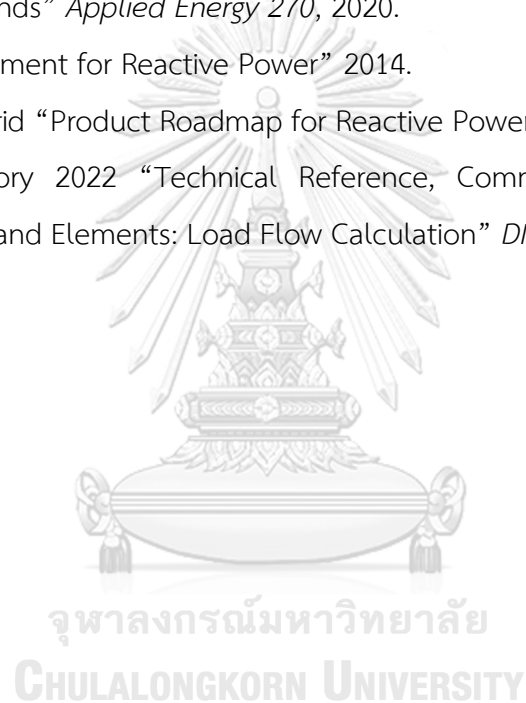 nds” Applied Energy 270, 2020.
ment for Reactive Power” 2014.
rid “Product Roadmap for Reactive Power
ory 2022 “Technical Reference, Comm
and Elements: Load Flow Calculation” DI
จุฬาลงกรณ์มหาวิทยาลัย
CHULALONGKORN UNIVERSITY